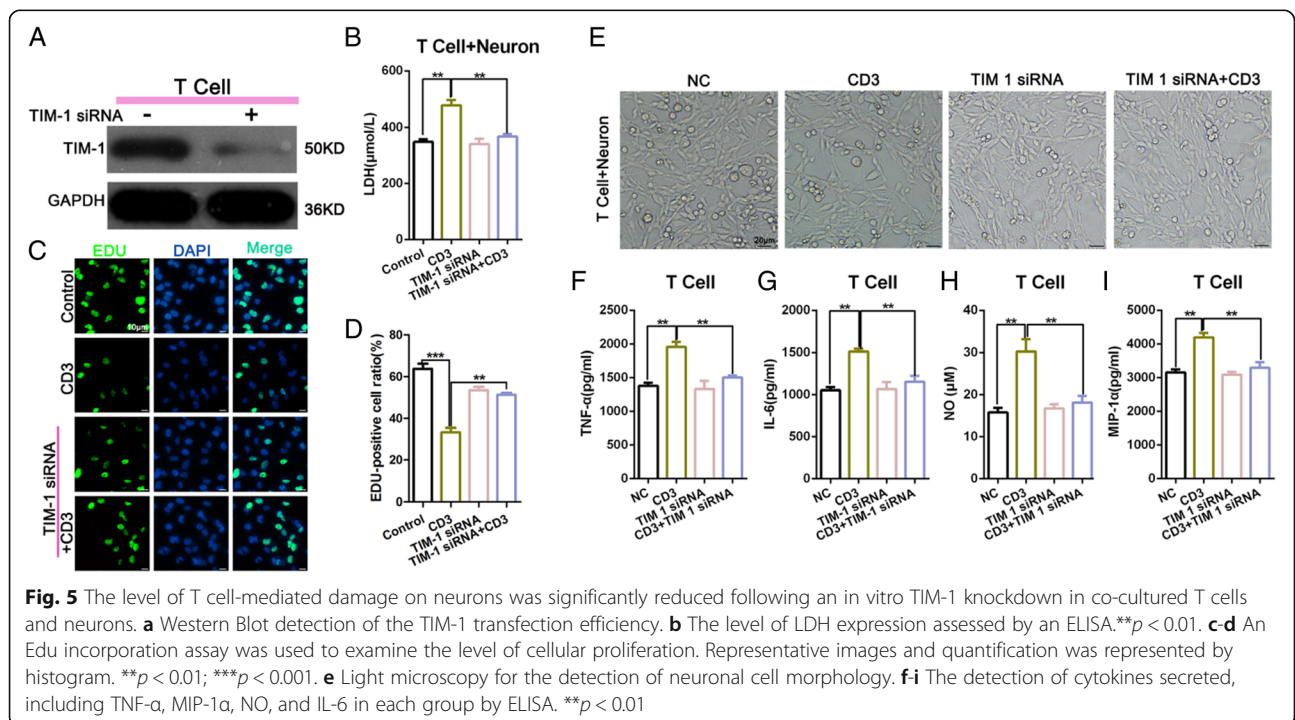 A
T Cell
TIM-1 siRNA - +
TIM-1 50KD
GAPDH 36KD
B
T Cell+Neuron
** **
LDH(μmol/L)
600
400
200
0
Control
CD3
TIM-1 siRNA
TIM-1 siRNA+CD3
C
EDU DAPI Merge
Control
10μm
CD3
TIM-1 siRNA
+CD3
D
*** **
EDU-positive cell ratio(%)
80
60
40
20
0
Control
CD3
TIM-1 siRNA
TIM-1 siRNA+CD3
E
NC CD3 TIM 1 siRNA TIM 1 siRNA+CD3
T Cell+Neuron
20μm
F
T Cell
** **
TNF-α(pg/ml)
2500
2000
1500
1000
500
0
NC
CD3
TIM 1 siRNA
CD3+TIM 1 siRNA
G
T Cell
** **
IL-6(pg/ml)
2000
1500
1000
500
0
NC
CD3
TIM-1 siRNA
CD3+TIM-1 siRNA
H
T Cell
** **
NO (μM)
40
30
20
10
0
NC
CD3
TIM 1 siRNA
CD3+TIM 1 siRNA
I
T Cell
** **
MIP-1α(pg/ml)
5000
4000
3000
2000
1000
0
NC
CD3
TIM 1 siRNA
CD3+TIM 1 siRNA
Fig. 5 The level of T cell-mediated damage on neurons was significantly reduced following an in vitro TIM-1 knockdown in co-cultured T cells
and neurons. a Western Blot detection of the TIM-1 transfection efficiency. b The level of LDH expression assessed by an ELISA.**p < 0.01. c-d An
Edu incorporation assay was used to examine the level of cellular proliferation. Representative images and quantification was represented by
histogram. **p < 0.01; ***p < 0.001. e Light microscopy for the detection of neuronal cell morphology. f-i The detection of cytokines secreted,
including TNF-α, MIP-1α, NO, and IL-6 in each group by ELISA. **p < 0.01